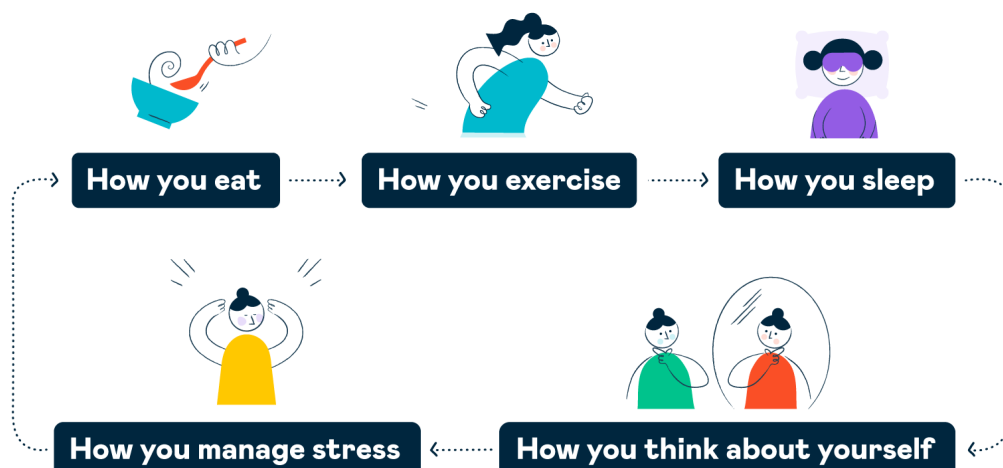 How you eat
How you exercise
How you sleep
How you manage stress
How you think about yourself